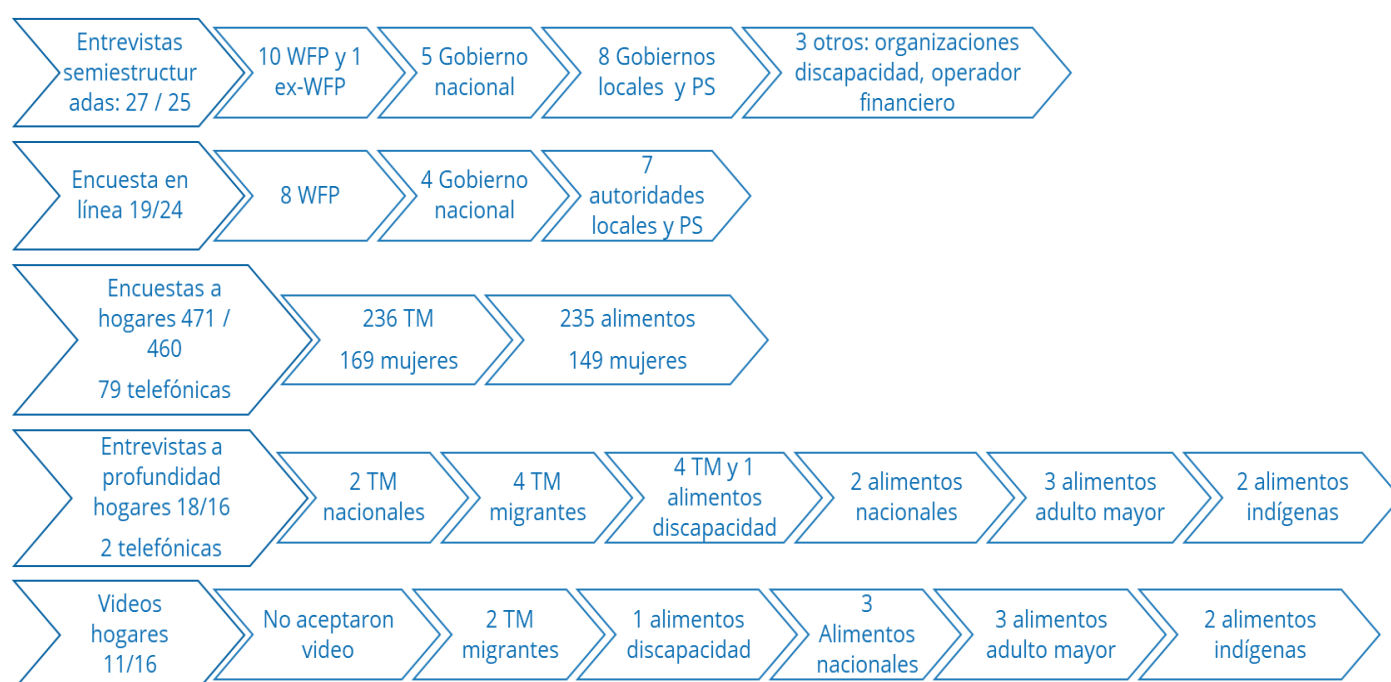 Entrevistas
semiestructur
adas: 27 / 25
10 WFP y 1
ex-WFP
5 Gobierno
nacional
8 Gobiernos
locales y PS
3 otros: organizaciones
discapacidad, operador
financiero
Encuesta en
línea 19/24
8 WFP
4 Gobierno
nacional
7
autoridades
locales y PS
Encuestas a
hogares 471 /
460
79 telefónicas
236 TM
169 mujeres
235 alimentos
149 mujeres
Entrevistas a
profundidad
hogares 18/16
2 telefónicas
2 TM
nacionales
4 TM
migrantes
4 TM y 1
alimentos
discapacidad
2 alimentos
nacionales
3 alimentos
adulto mayor
2 alimentos
indígenas
Videos
hogares
11/16
No aceptaron
video
2 TM
migrantes
1 alimentos
discapacidad
3
Alimentos
nacionales
3 alimentos
adulto mayor
2 alimentos
indígenas